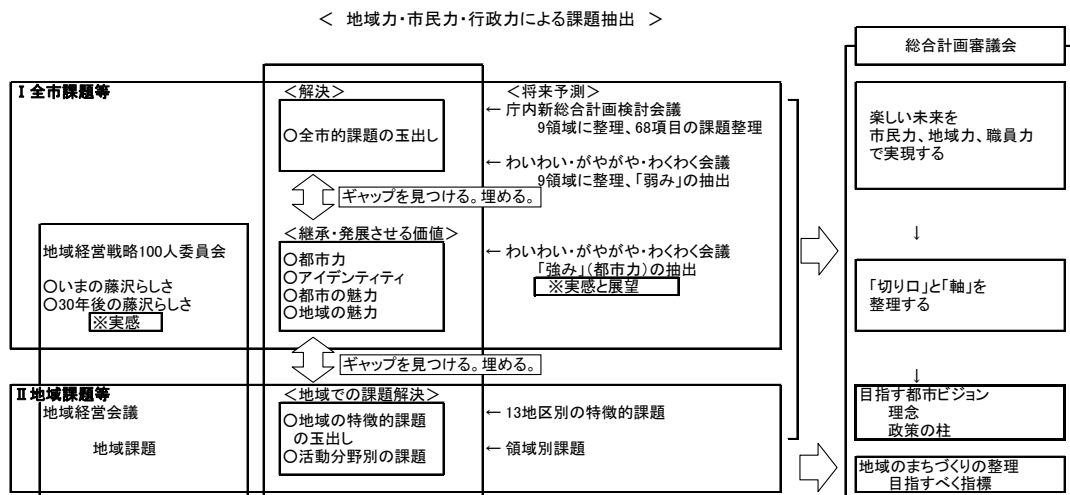 ＜ 地域力・市民力・行政力による課題抽出 ＞
総合計画審議会
Ⅰ 全市課題等
＜解決＞
○全市的課題の玉出し
＜将来予測＞
← 庁内新総合計画検討会議
9領域に整理、68項目の課題整理
← わいわい・がやがや・わくわく会議
9領域に整理、「弱み」の抽出
ギャップを見つける。埋める。
地域経営戦略100人委員会
○いまの藤沢らしさ
○30年後の藤沢らしさ
※実感
＜継承・発展させる価値＞
○都市力
○アイデンティティ
○都市の魅力
○地域の魅力
← わいわい・がやがや・わくわく会議
「強み」(都市力)の抽出
※実感と展望
ギャップを見つける。埋める。
Ⅱ 地域課題等
地域経営会議
地域課題
＜地域での課題解決＞
○地域の特徴的課題
の玉出し
○活動分野別の課題
← 13地区別の特徴的課題
← 領域別課題
楽しい未来を
市民力、地域力、職員力
で実現する
↓
「切り口」と「軸」を
整理する
↓
目指す都市ビジョン
理念
政策の柱
地域のまちづくりの整理
目指すべく指標